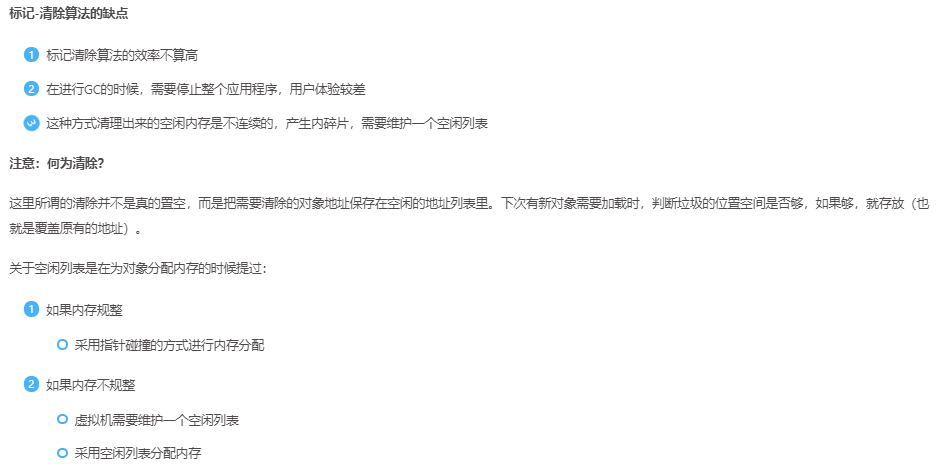 标记-清除算法的缺点
1 标记清除算法的效率不算高
2 在进行GC的时候，需要停止整个应用程序，用户体验较差
3 这种方式清理出来的空闲内存是不连续的，产生内碎片，需要维护一个空闲列表
注意：何为清除？
这里所谓的清除并不是真的置空，而是把需要清除的对象地址保存在空闲的地址列表里。下次有新对象需要加载时，判断垃圾的位置空间是否够，如果够，就存放（也
就是覆盖原有的地址）。
关于空闲列表是在为对象分配内存的时候提过：
1 如果内存规整
采用指针碰撞的方式进行内存分配
2 如果内存不规整
虚拟机需要维护一个空闲列表
采用空闲列表分配内存